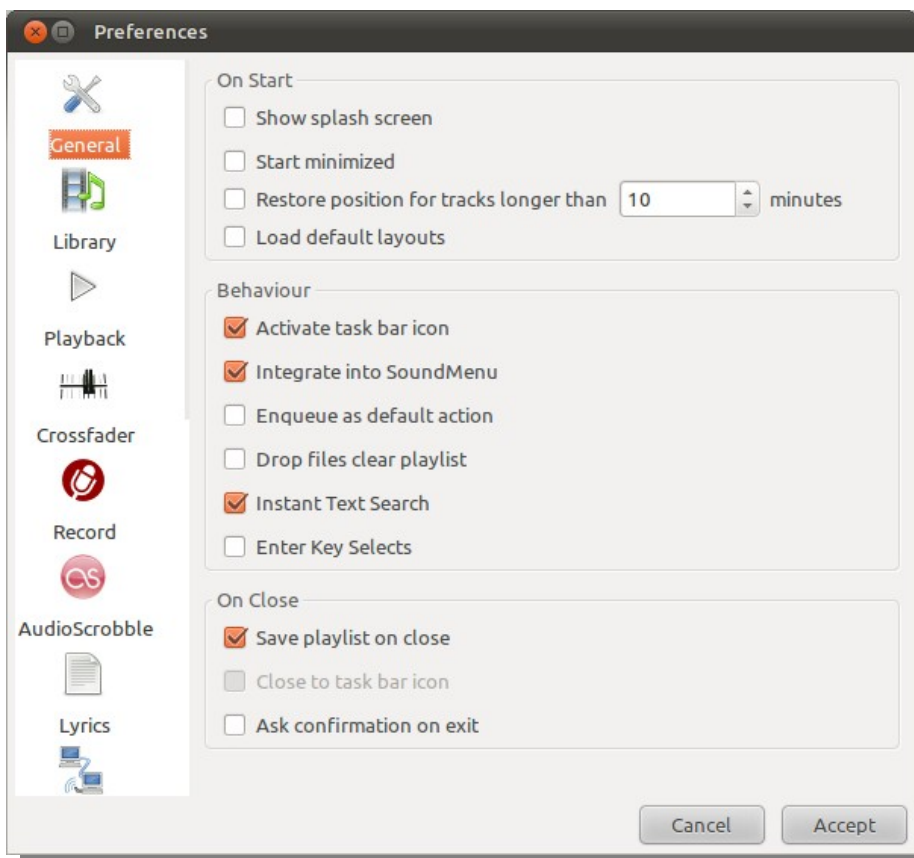 Preferences
General
Library
Playback
Crossfader
Record
AudioScrobble
Lyrics
On Start
Show splash screen
Start minimized
Restore position for tracks longer than 10 minutes
Load default layouts
Behaviour
Activate task bar icon
Integrate into SoundMenu
Enqueue as default action
Drop files clear playlist
Instant Text Search
Enter Key Selects
On Close
Save playlist on close
Close to task bar icon
Ask confirmation on exit
Cancel
Accept